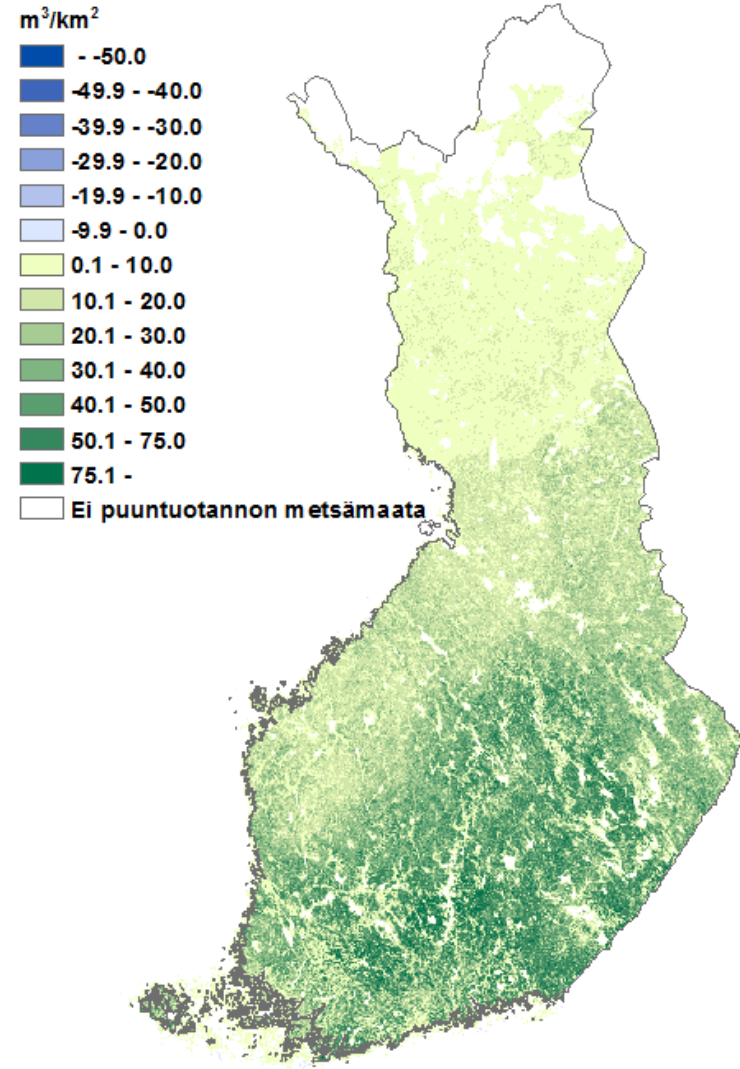 m³/km²
- -50.0
-49.9 - -40.0
-39.9 - -30.0
-29.9 - -20.0
-19.9 - -10.0
-9.9 - 0.0
0.1 - 10.0
10.1 - 20.0
20.1 - 30.0
30.1 - 40.0
40.1 - 50.0
50.1 - 75.0
75.1 -
Ei puuntuotannon metsämaata